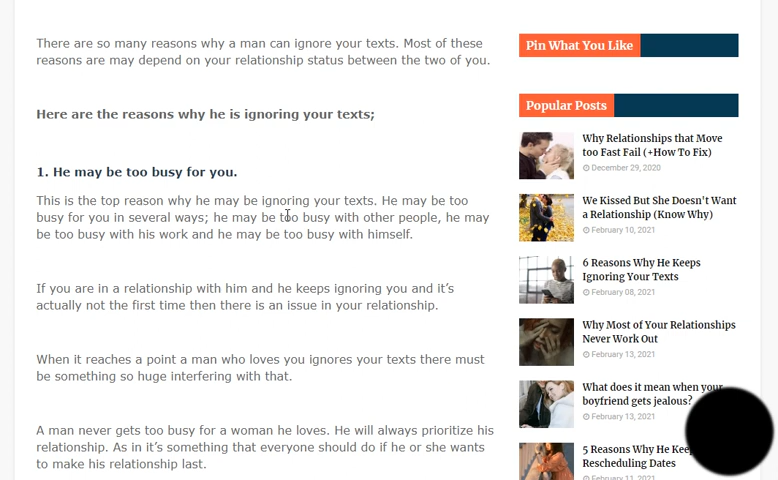 There are so many reasons why a man can ignore your texts. Most of these
reasons are may depend on your relationship status between the two of you.
Here are the reasons why he is ignoring your texts;
1. He may be too busy for you.
This is the top reason why he may be ignoring your texts. He may be too
busy for you in several ways; he may be too busy with other people, he may
be too busy with his work and he may be too busy with himself.
If you are in a relationship with him and he keeps ignoring you and it's
actually not the first time then there is an issue in your relationship.
When it reaches a point a man who loves you ignores your texts there must
be something so huge interfering with that.
A man never gets too busy for a woman he loves. He will always prioritize his
relationship. As in it's something that everyone should do if he or she wants
to make his relationship last.
Pin What You Like
Popular Posts
Why Relationships that Move
too Fast Fail (+How To Fix)
December 29, 2020
We Kissed But She Doesn't Want
a Relationship (Know Why)
February 10, 2021
6 Reasons Why He Keeps
Ignoring Your Texts
February 08, 2021
Why Most of Your Relationships
Never Work Out
February 13, 2021
What does it mean when your
boyfriend gets jealous?
February 13, 2021
5 Reasons Why He
Rescheduling Dates
February 11, 2021